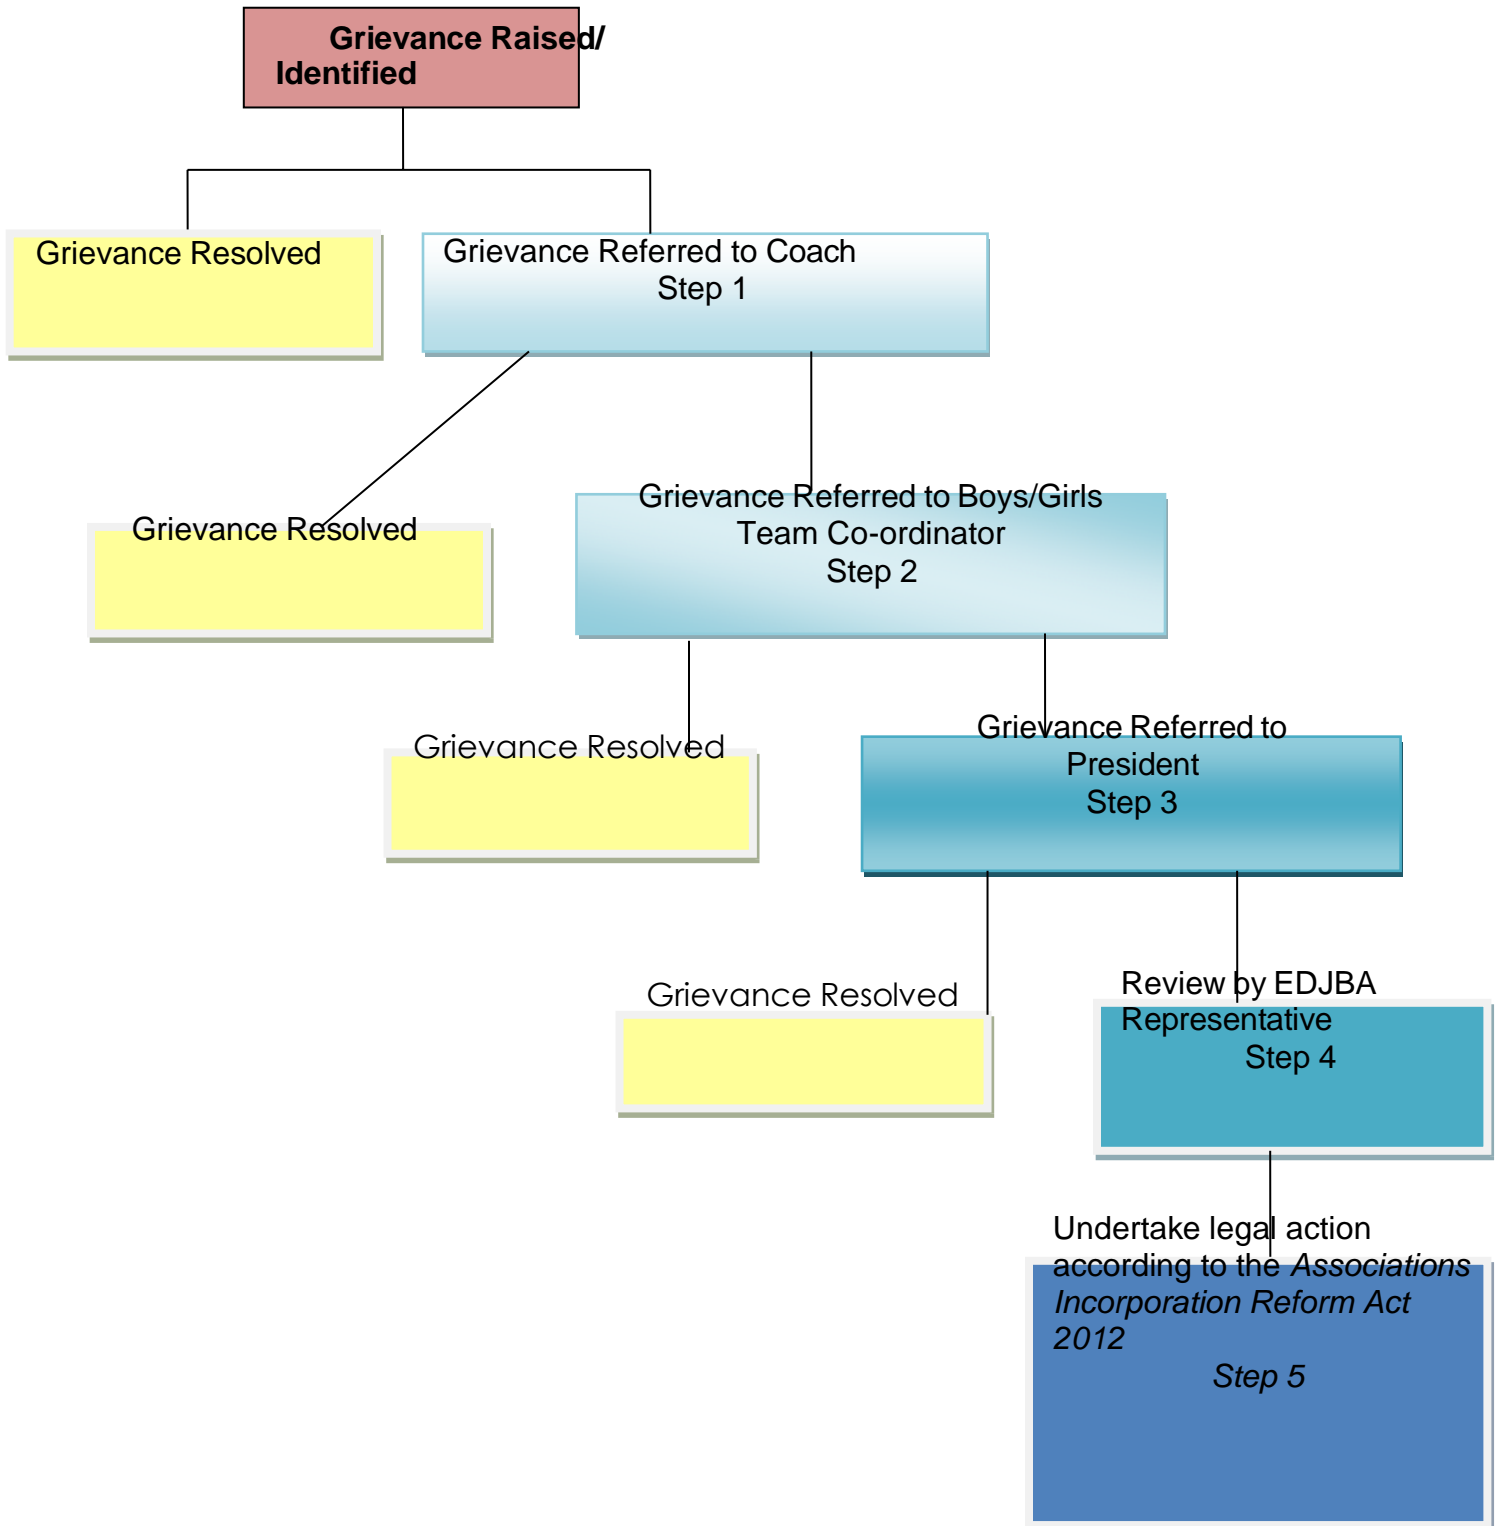 Grievance Raised/
Identified
Grievance Resolved
Grievance Referred to Coach
Step 1
Grievance Resolved
Grievance Referred to Boys/Girls
Team Co-ordinator
Step 2
Grievance Resolved
Grievance Referred to
President
Step 3
Grievance Resolved
Review by EDJBA
Representative
Step 4
Undertake legal action
according to the Associations
Incorporation Reform Act
2012
Step 5